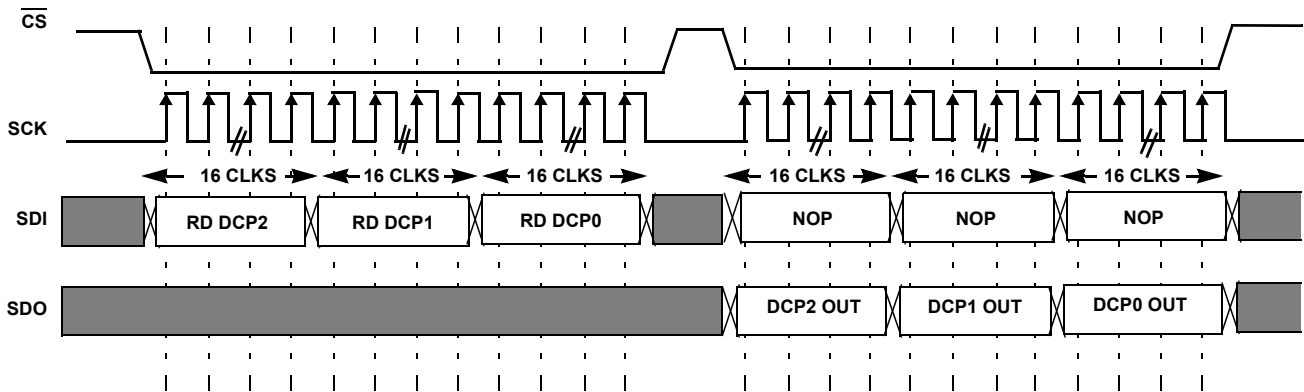 CS
SCK
16 CLKS 16 CLKS 16 CLKS 16 CLKS 16 CLKS 16 CLKS
SDI RD DCP2 RD DCP1 RD DCP0 NOP NOP NOP
SDO DCP2 OUT DCP1 OUT DCP0 OUT